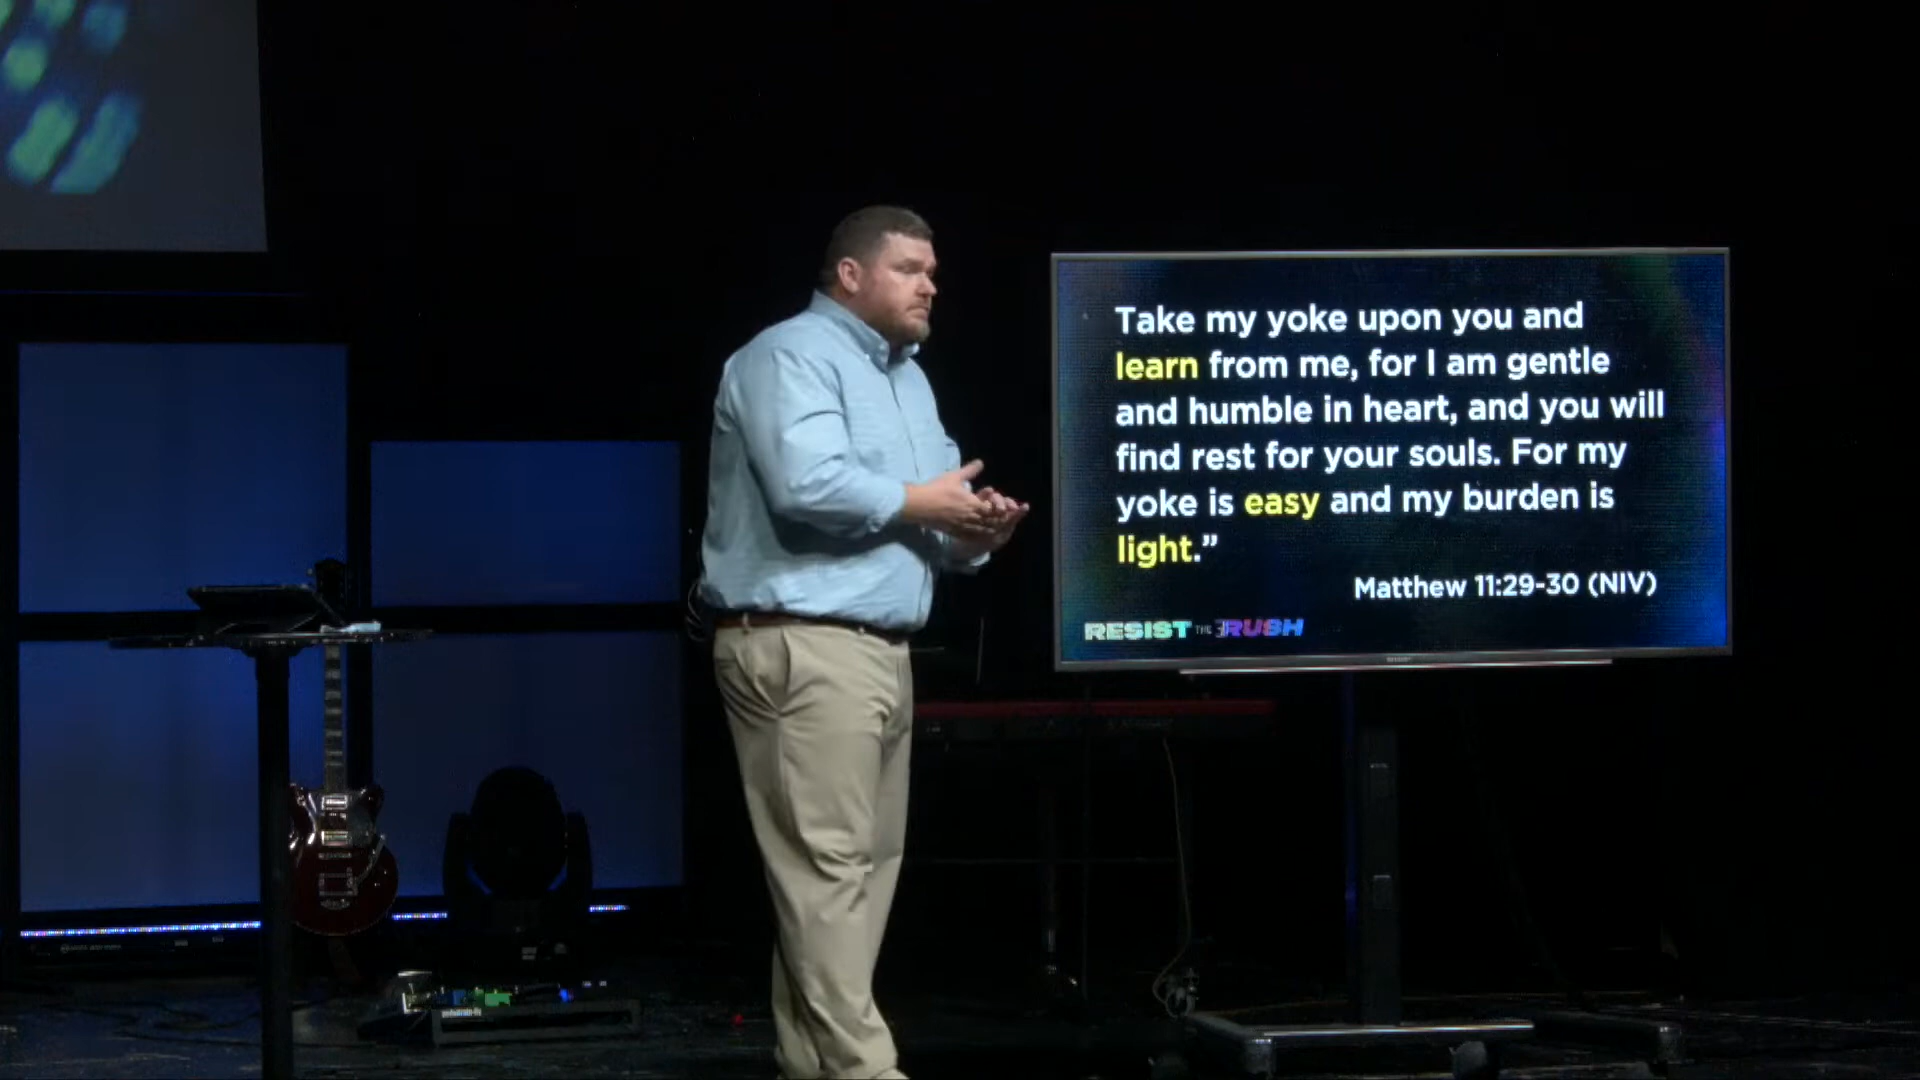 Take my yoke upon you and
learn from me, for I am gentle
and humble in heart, and you will
find rest for your souls. For my
yoke is easy and my burden is
light.”
Matthew 11:29-30 (NIV)
RESIST THE RUSH